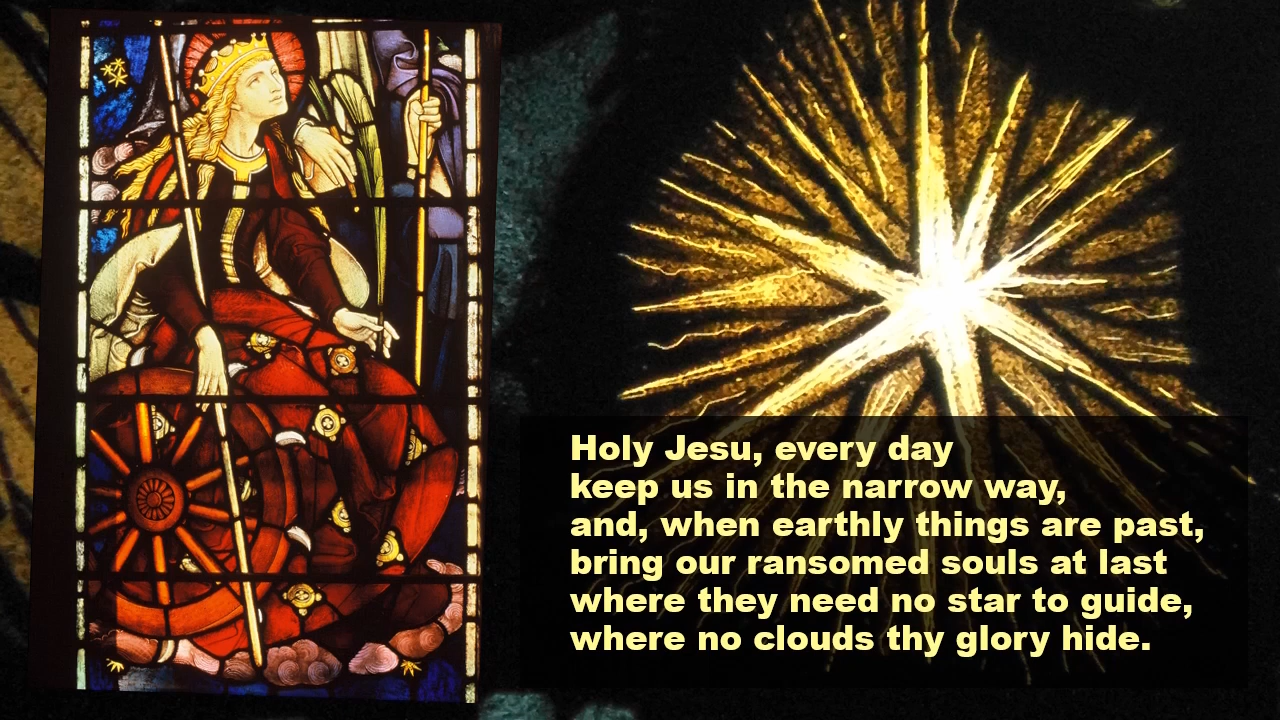 Holy Jesu, every day
keep us in the narrow way,
and, when earthly things are past,
bring our ransomed souls at last
where they need no star to guide,
where no clouds thy glory hide.